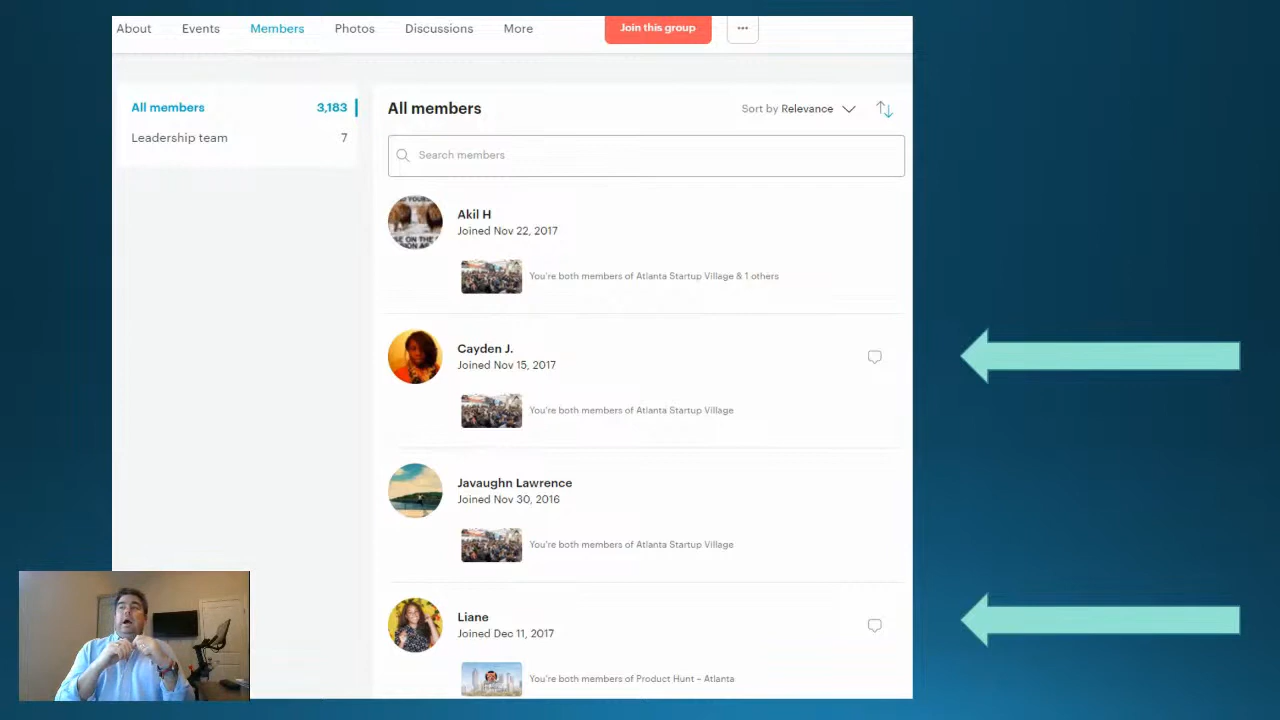 About Events Members Photos Discussions More Join this group
All members 3,183
Leadership team 7
All members
Sort by Relevance
Search members
Akil H
Joined Nov 22, 2017
You're both members of Atlanta Startup Village & 1 others
Cayden J.
Joined Nov 15, 2017
You're both members of Atlanta Startup Village
Javaughn Lawrence
Joined Nov 30, 2016
You're both members of Atlanta Startup Village
Liane
Joined Dec 11, 2017
You're both members of Product Hunt – Atlanta